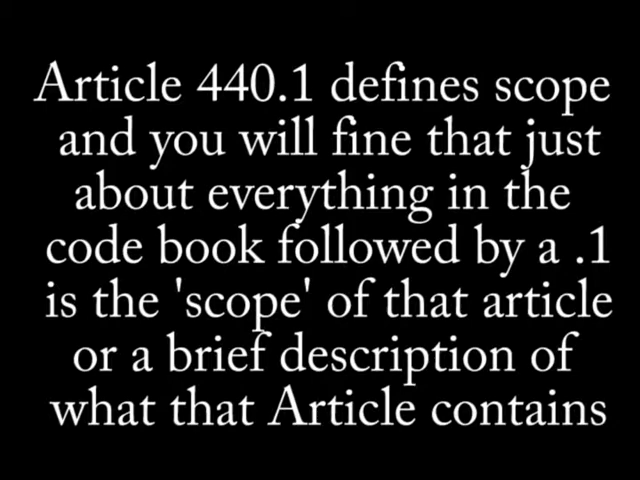 Article 440.1 defines scope
and you will fine that just
about everything in the
code book followed by a .1
is the 'scope' of that article
or a brief description of
what that Article contains